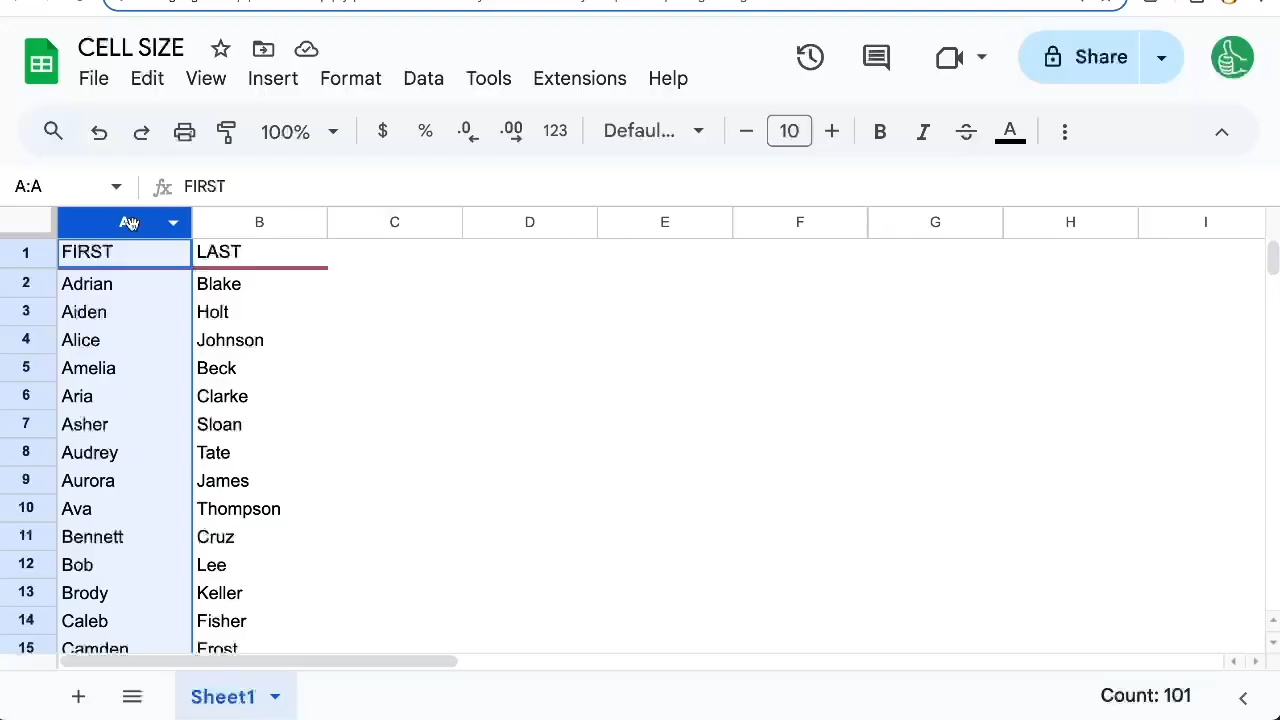 CELL SIZE
File Edit View Insert Format Data Tools Extensions Help
Share
100% $ % .0 .00 123 Defaul... 10 B I S A
A:A fx FIRST
A B C D E F G H I
1 FIRST LAST
2 Adrian Blake
3 Aiden Holt
4 Alice Johnson
5 Amelia Beck
6 Aria Clarke
7 Asher Sloan
8 Audrey Tate
9 Aurora James
10 Ava Thompson
11 Bennett Cruz
12 Bob Lee
13 Brody Keller
14 Caleb Fisher
15 Camden Frost
Sheet1 Count: 101